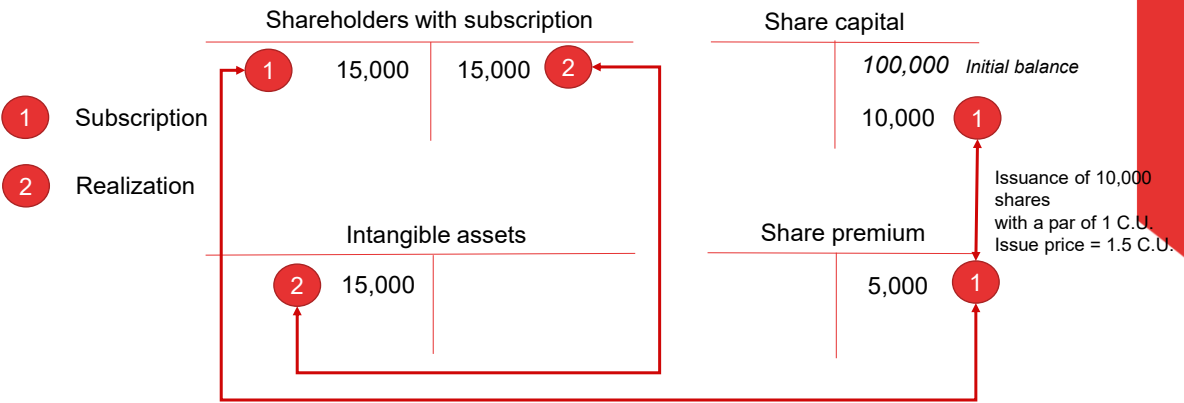 Shareholders with subscription
Share capital
1 15,000 15,000 2
100,000 Initial balance
1 Subscription
10,000 1
2 Realization
Issuance of 10,000
shares
with a par of 1 C.U.
Issue price = 1.5 C.U.
Intangible assets
Share premium
2 15,000
5,000 1